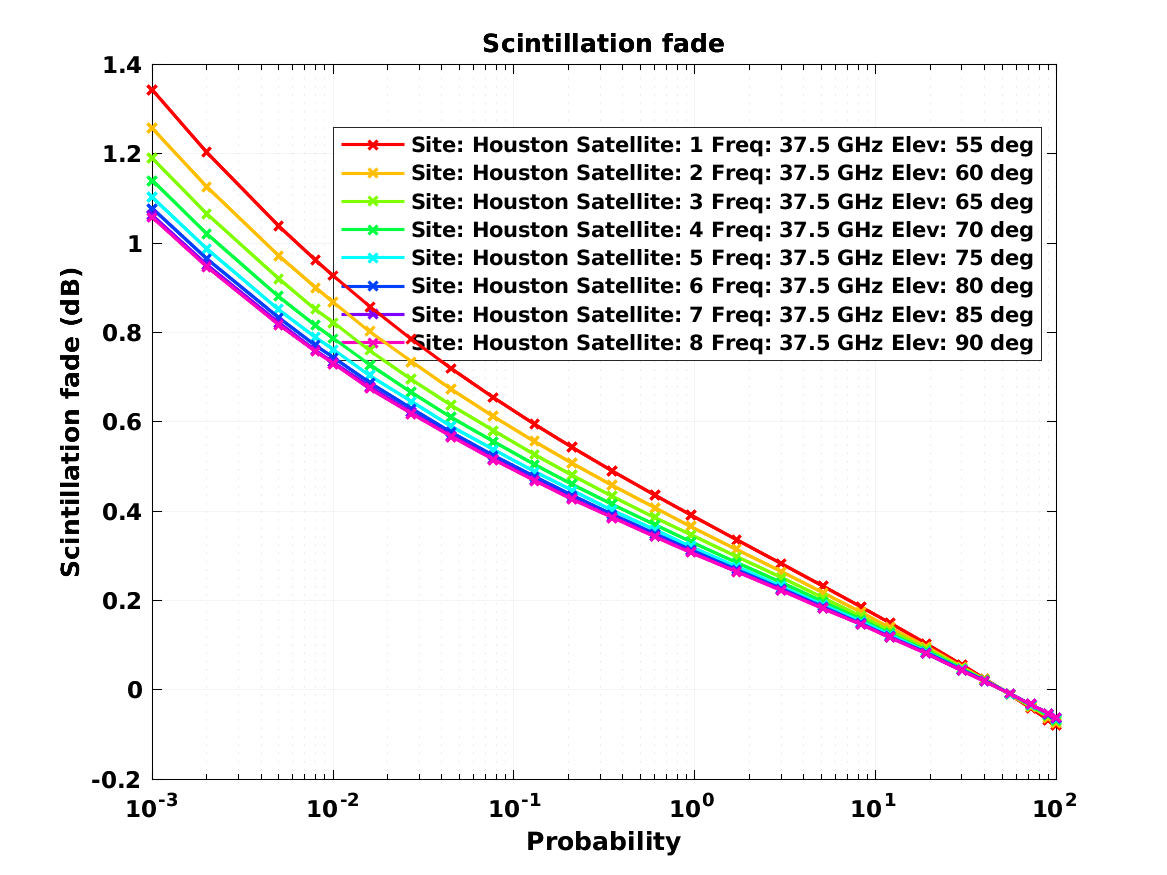 Scintillation fade
1.4
1.2
1
0.8
0.6
0.4
0.2
0
-0.2
Scintillation fade (dB)
Site: Houston Satellite: 1 Freq: 37.5 GHz Elev: 55 deg
Site: Houston Satellite: 2 Freq: 37.5 GHz Elev: 60 deg
Site: Houston Satellite: 3 Freq: 37.5 GHz Elev: 65 deg
Site: Houston Satellite: 4 Freq: 37.5 GHz Elev: 70 deg
Site: Houston Satellite: 5 Freq: 37.5 GHz Elev: 75 deg
Site: Houston Satellite: 6 Freq: 37.5 GHz Elev: 80 deg
Site: Houston Satellite: 7 Freq: 37.5 GHz Elev: 85 deg
Site: Houston Satellite: 8 Freq: 37.5 GHz Elev: 90 deg
10^-3 10^-2 10^-1 10^0 10^1 10^2
Probability